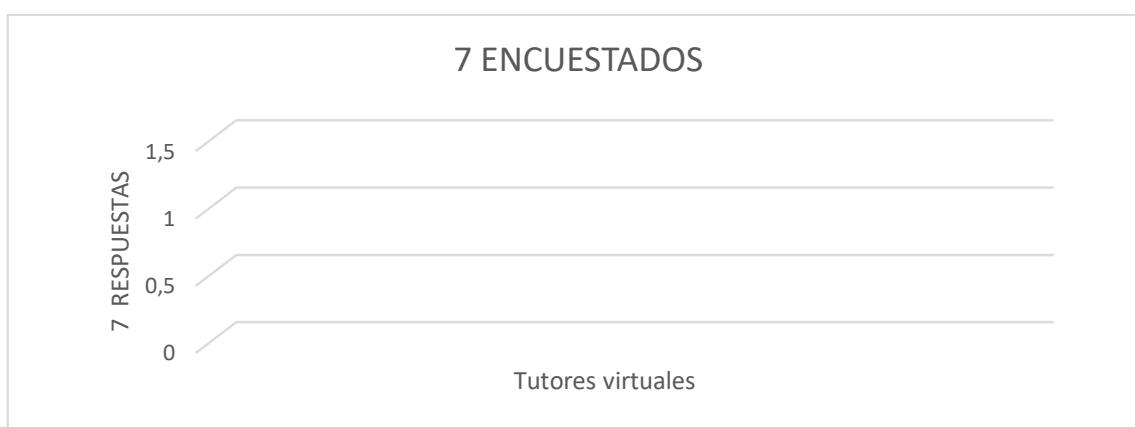 7 ENCUESTADOS
7 RESPUESTAS
1,5
1
0,5
0
Tutores virtuales